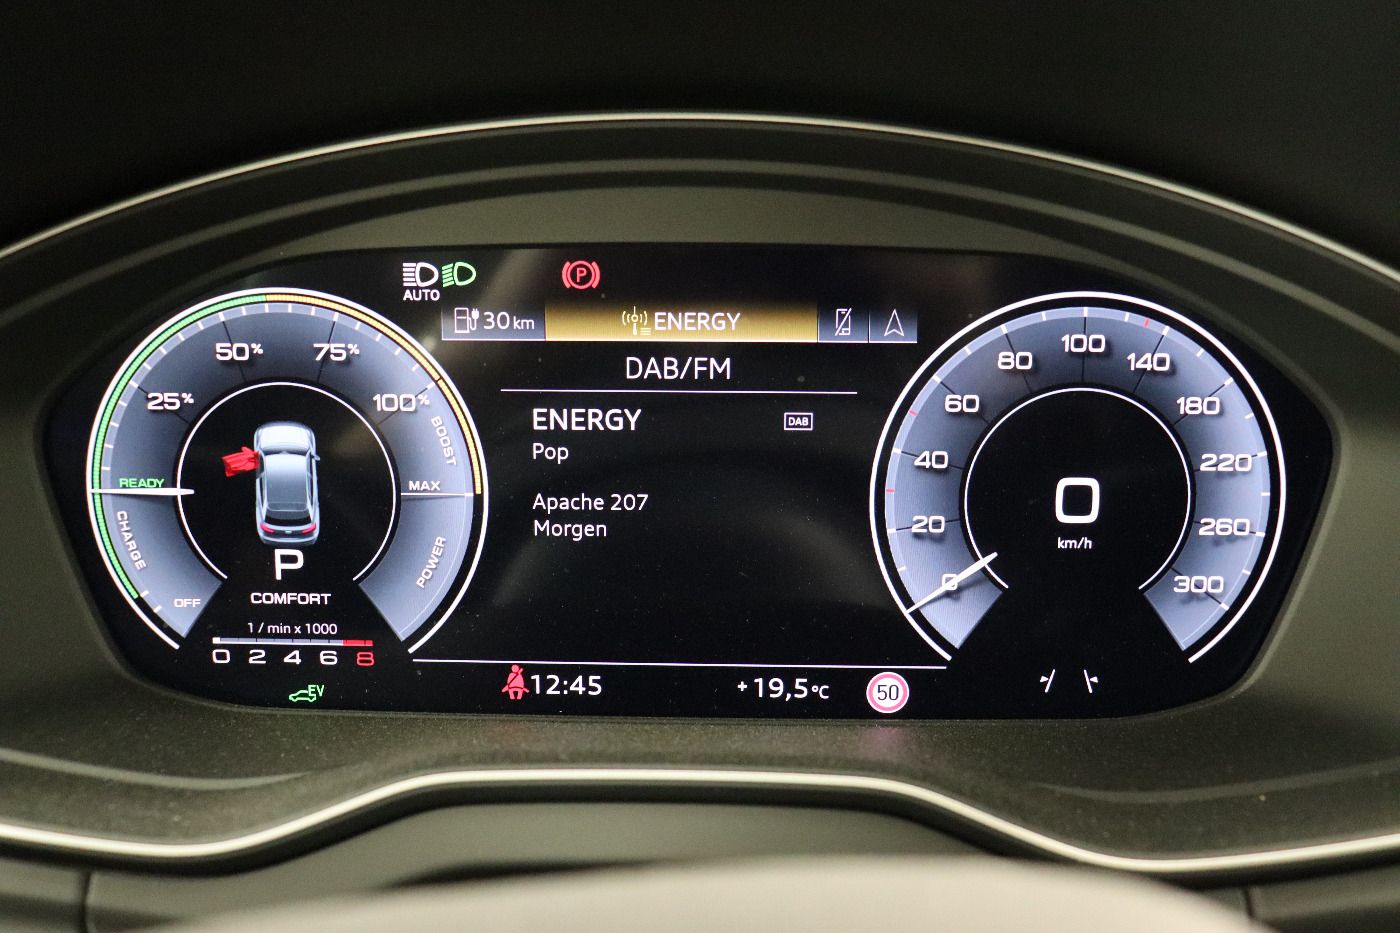 AUTO
P
30 km
ENERGY
DAB/FM
ENERGY
DAB
Pop
Apache 207
Morgen
25%
50%
75%
100%
BOOST
MAX
POWER
READY
CHARGE
OFF
P
COMFORT
1 / min x 1000
0 2 4 6 8
EV
12:45
+19,5°C
50
0
20
40
60
80
100
140
180
220
260
300
0
km/h